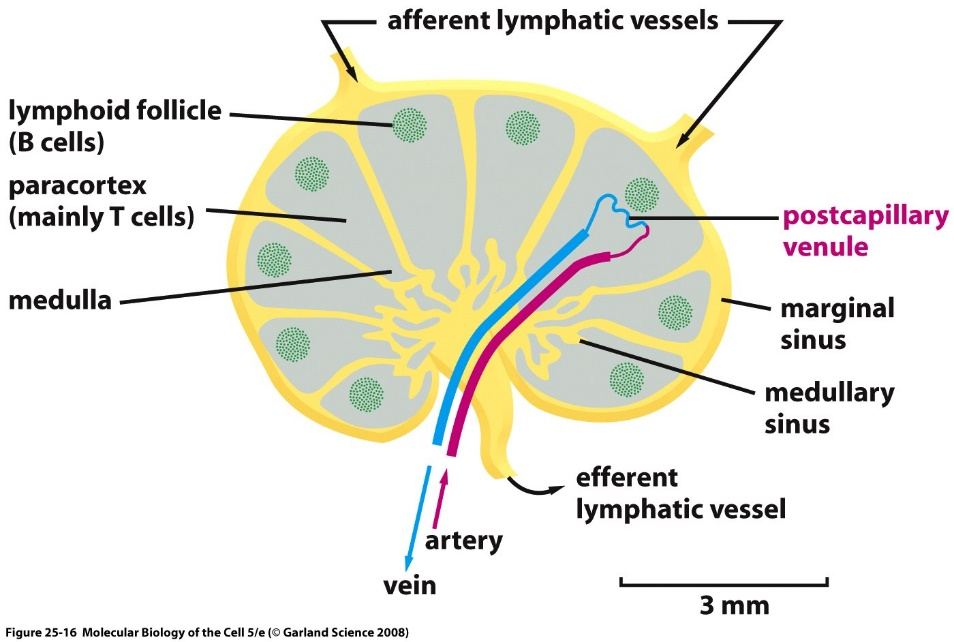 afferent lymphatic vessels
lymphoid follicle
(B cells)
paracortex
(mainly T cells)
medulla
postcapillary
venule
marginal
sinus
medullary
sinus
efferent
lymphatic vessel
artery
vein
3 mm
Figure 25-16 Molecular Biology of the Cell 5/e (© Garland Science 2008)